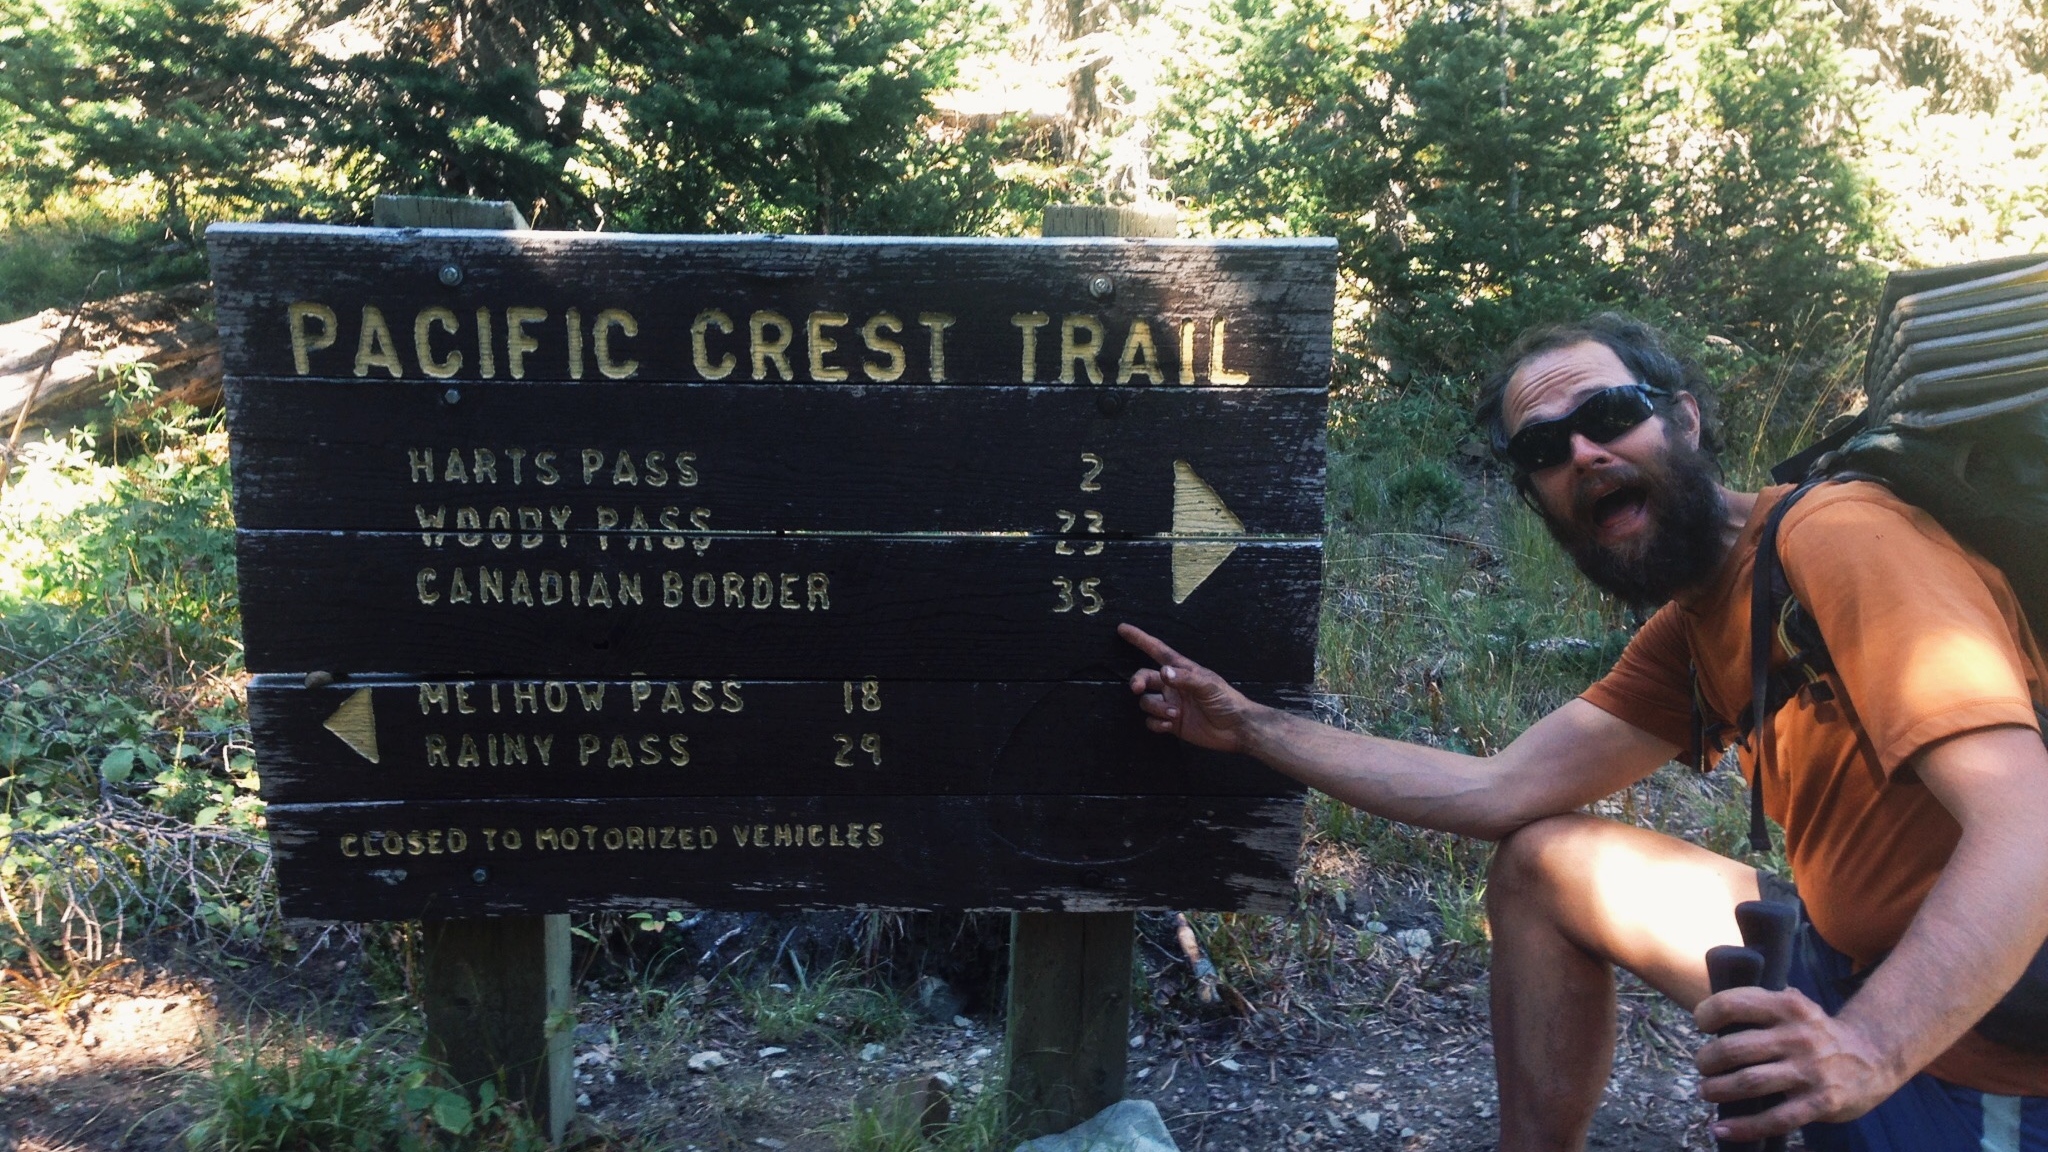 PACIFIC CREST TRAIL
HARTS PASS 2
WOODY PASS 23
CANADIAN BORDER 35
METHOW PASS 18
RAINY PASS 29
CLOSED TO MOTORIZED VEHICLES